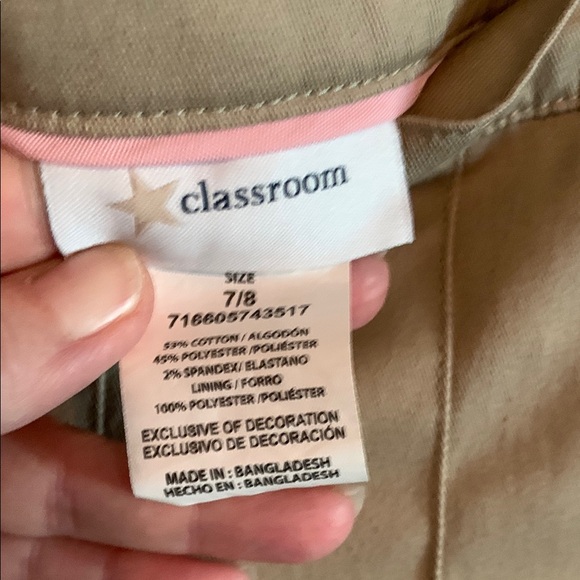 classroom
SIZE
7/8
716605743517
53% COTTON / ALGODÓN
45% POLYESTER / POLIÉSTER
2% SPANDEX/ ELASTANO
LINING / FORRO
100% POLYESTER / POLIÉSTER
EXCLUSIVE OF DECORATION
EXCLUSIVO DE DECORACIÓN
MADE IN : BANGLADESH
HECHO EN : BANGLADESH